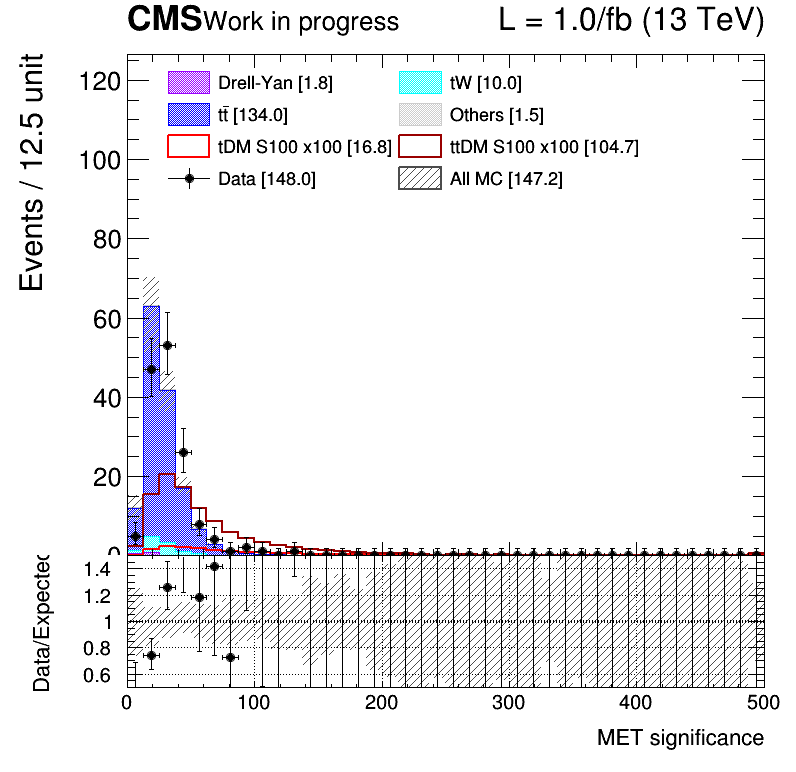 CMS Work in progress L = 1.0/fb (13 TeV)
Events / 12.5 unit
120
100
80
60
40
20
0
Drell-Yan [1.8] tW [10.0]
tt̄ [134.0] Others [1.5]
tDM S100 x100 [16.8] ttDM S100 x100 [104.7]
Data [148.0] All MC [147.2]
Data/Expected
1.4
1.2
1
0.8
0.6
0 100 200 300 400 500
MET significance